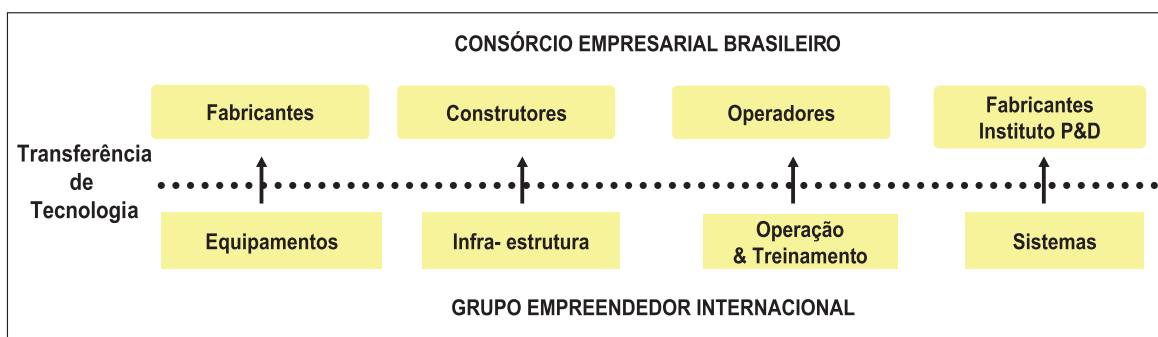 CONSÓRCIO EMPRESARIAL BRASILEIRO
Fabricantes
Construtores
Operadores
Fabricantes
Instituto P&D
Transferência
de
Tecnologia
Equipamentos
Infra- estrutura
Operação
& Treinamento
Sistemas
GRUPO EMPREENDEDOR INTERNACIONAL